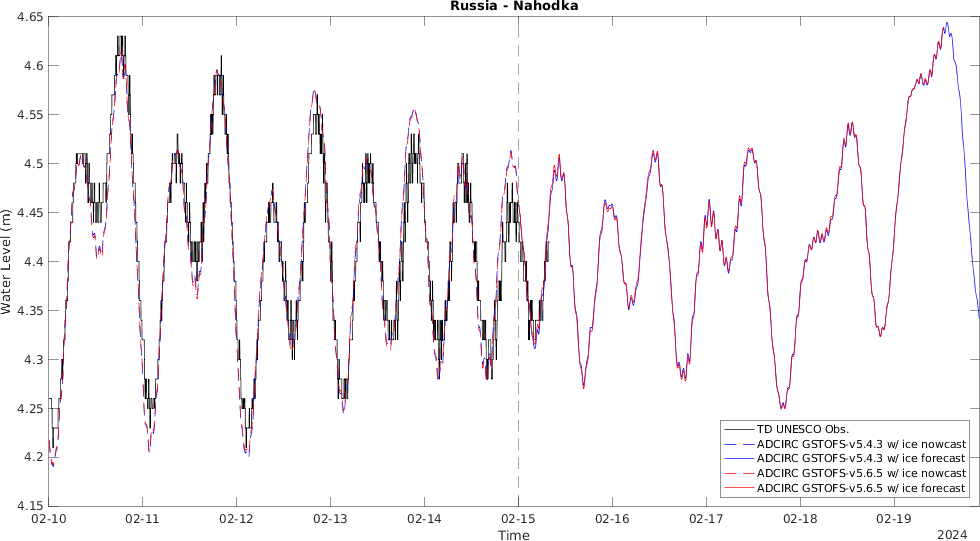 Russia - Nahodka
4.65
4.6
4.55
4.5
4.45
4.4
4.35
4.3
4.25
4.2
4.15
Water Level (m)
TD UNESCO Obs.
ADCIRC GSTOFS-v5.4.3 w/ ice nowcast
ADCIRC GSTOFS-v5.4.3 w/ ice forecast
ADCIRC GSTOFS-v5.6.5 w/ ice nowcast
ADCIRC GSTOFS-v5.6.5 w/ ice forecast
02-10 02-11 02-12 02-13 02-14 02-15 02-16 02-17 02-18 02-19
Time
2024